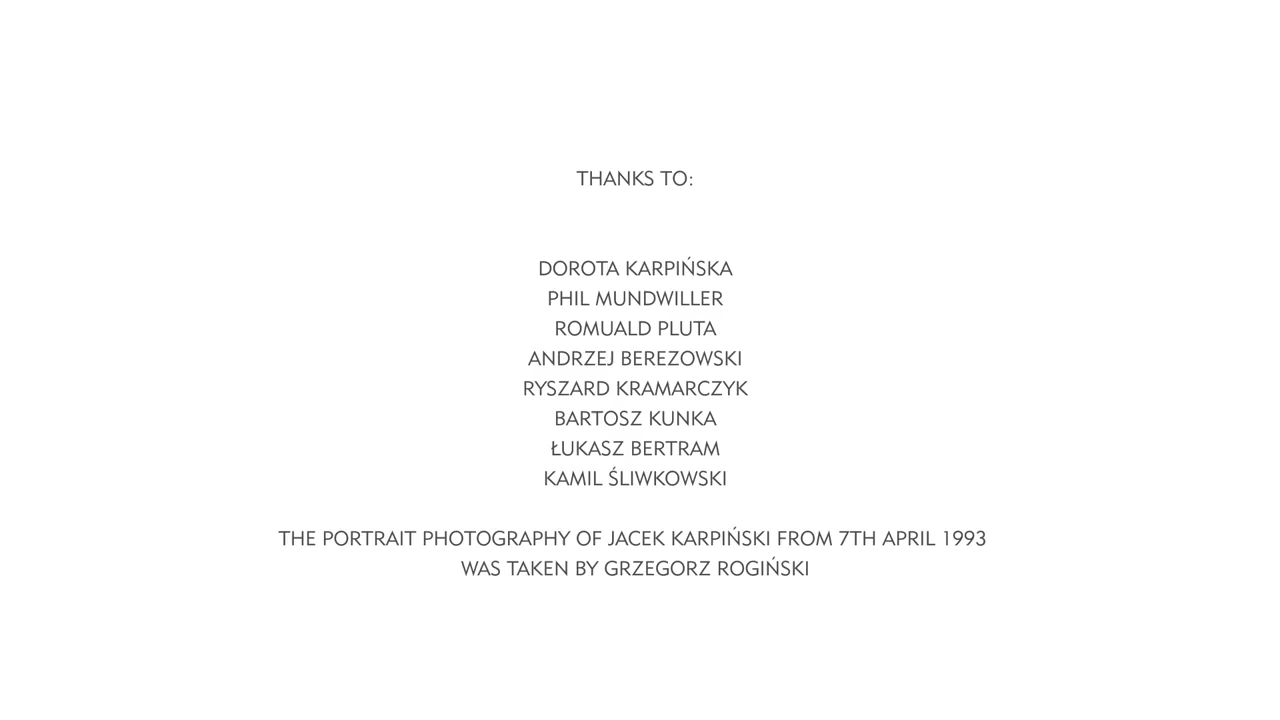 THANKS TO:
DOROTA KARPIŃSKA
PHIL MUNDWILLER
ROMUALD PLUTA
ANDRZEJ BEREZOWSKI
RYSZARD KRAMARCZYK
BARTOSZ KUNKA
ŁUKASZ BERTRAM
KAMIL ŚLIWKOWSKI
THE PORTRAIT PHOTOGRAPHY OF JACEK KARPIŃSKI FROM 7TH APRIL 1993
WAS TAKEN BY GRZEGORZ ROGIŃSKI